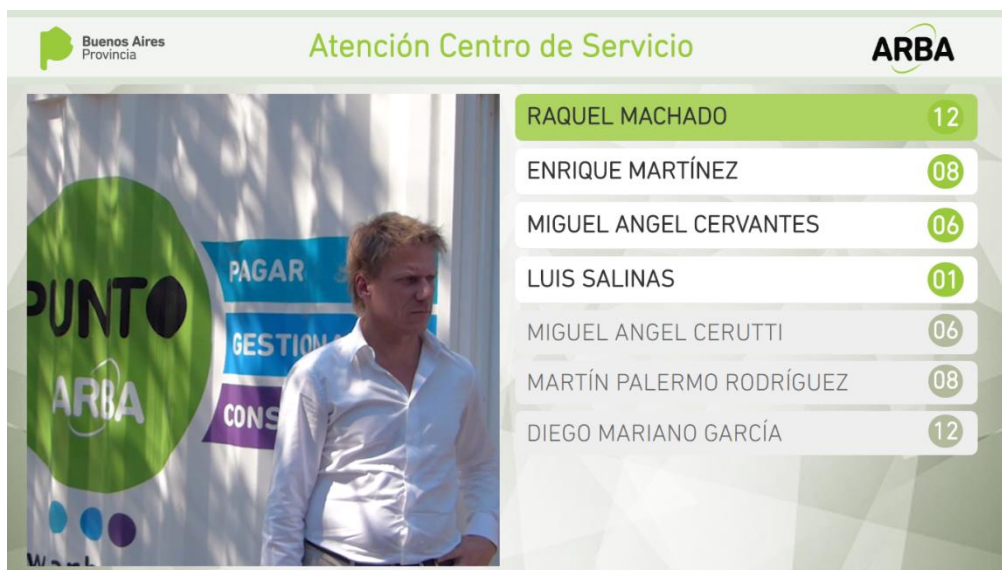 Buenos Aires
Provincia
Atención Centro de Servicio
ARBA
PUNTO
ARBA
PAGAR
GESTION
CONS
RAQUEL MACHADO 12
ENRIQUE MARTÍNEZ 08
MIGUEL ANGEL CERVANTES 06
LUIS SALINAS 01
MIGUEL ANGEL CERUTTI 06
MARTÍN PALERMO RODRÍGUEZ 08
DIEGO MARIANO GARCÍA 12